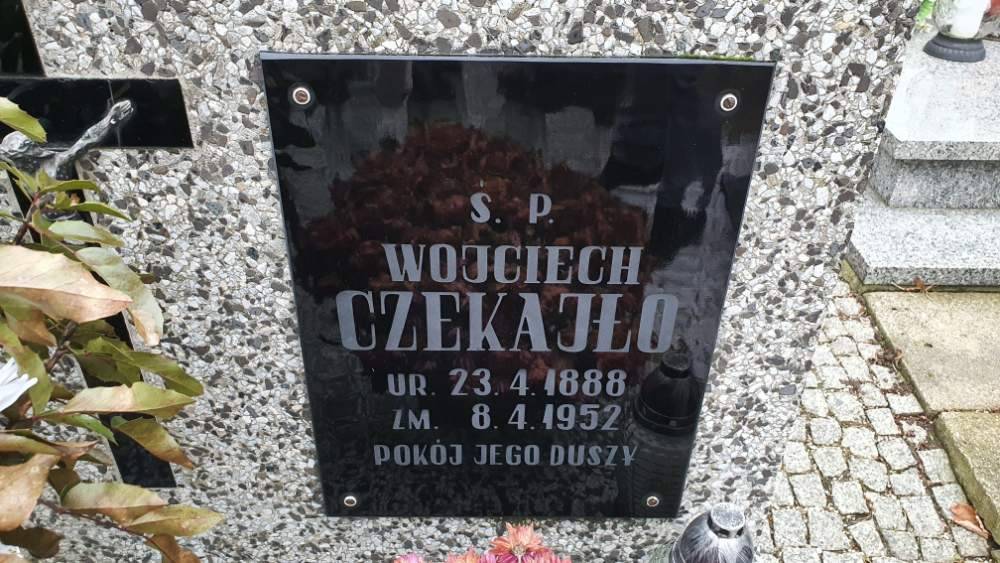 Ś. P.
WOJCIECH
CZEKAJŁO
UR. 23.4.1888
ZM. 8.4.1952
POKÓJ JEGO DUSZY